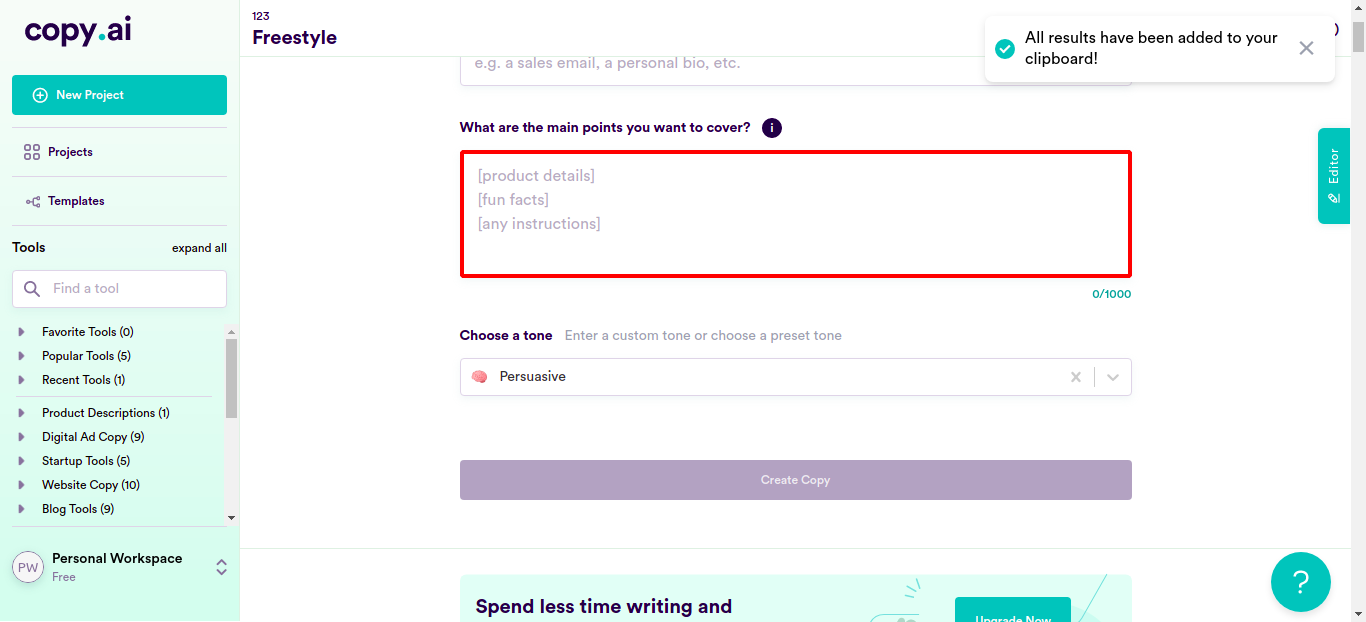 copy.ai
New Project
Projects
Templates
Tools expand all
Find a tool
Favorite Tools (0)
Popular Tools (5)
Recent Tools (1)
Product Descriptions (1)
Digital Ad Copy (9)
Startup Tools (5)
Website Copy (10)
Blog Tools (9)
PW
Personal Workspace
Free
123
Freestyle
All results have been added to your
clipboard!
e.g. a sales email, a personal bio, etc.
What are the main points you want to cover? i
[product details]
[fun facts]
[any instructions]
0/1000
Choose a tone Enter a custom tone or choose a preset tone
Persuasive
Create Copy
Spend less time writing and
Upgrade Now
Editor
?